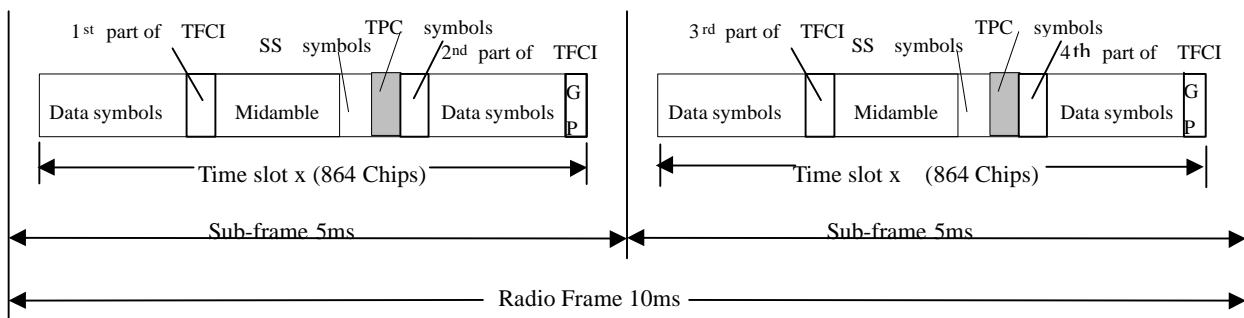 1st part of TFCI
SS symbols
TPC symbols
2nd part of TFCI
Data symbols
Midamble
Data symbols
G
P
Time slot x (864 Chips)
Sub-frame 5ms
3rd part of TFCI
SS symbols
TPC symbols
4th part of TFCI
Data symbols
Midamble
Data symbols
G
P
Time slot x (864 Chips)
Sub-frame 5ms
Radio Frame 10ms